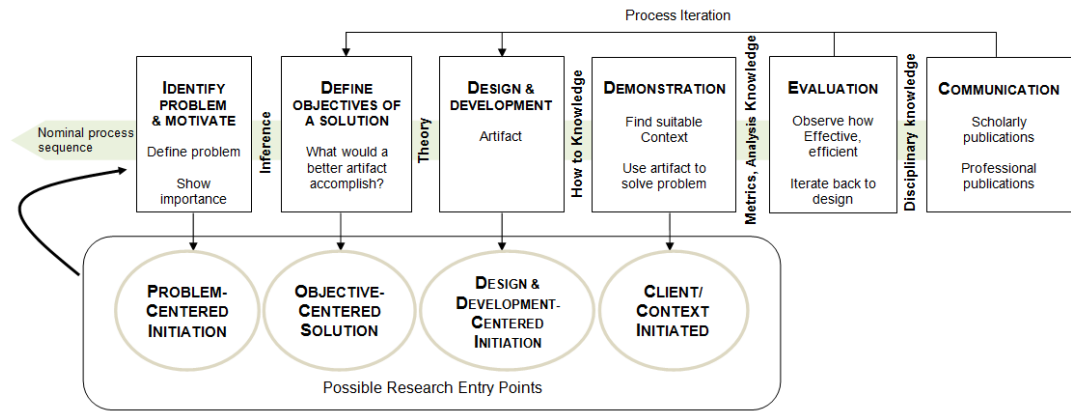 Process Iteration
IDENTIFY
PROBLEM
& MOTIVATE
Define problem
Show
importance
DEFINE
OBJECTIVES OF
A SOLUTION
What would a
better artifact
accomplish?
DESIGN &
DEVELOPMENT
Artifact
DEMONSTRATION
Find suitable
Context
Use artifact to
solve problem
EVALUATION
Observe how
Effective,
efficient
Iterate back to
design
COMMUNICATION
Scholarly
publications
Professional
publications
Nominal process
sequence
Inference
Theory
How to Knowledge
Metrics, Analysis Knowledge
Disciplinary knowledge
PROBLEM-
CENTERED
INITIATION
OBJECTIVE-
CENTERED
SOLUTION
DESIGN &
DEVELOPMENT-
CENTERED
INITIATION
CLIENT/
CONTEXT
INITIATED
Possible Research Entry Points